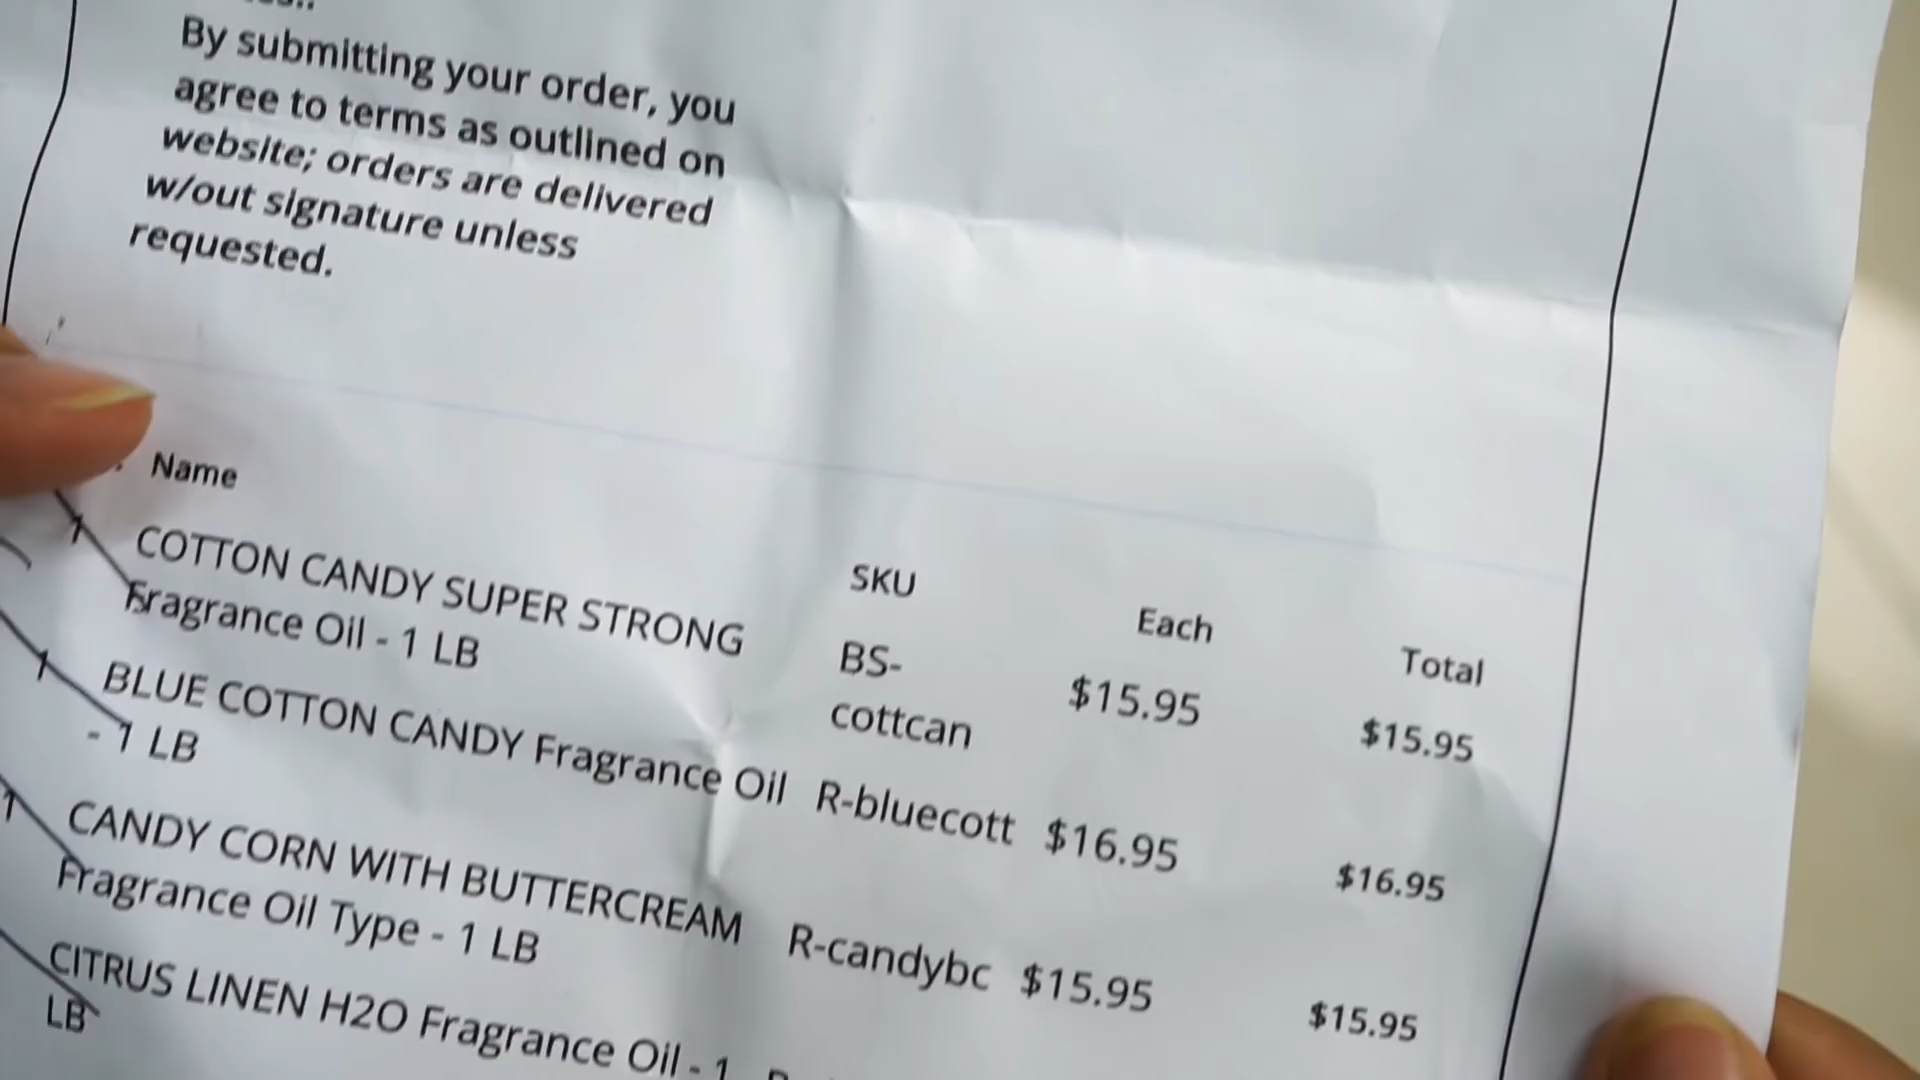 By submitting your order, you
agree to terms as outlined on
website; orders are delivered
w/out signature unless
requested.
Name SKU Each Total
1 COTTON CANDY SUPER STRONG BS- $15.95 $15.95
Fragrance Oil - 1 LB cottcan
1 BLUE COTTON CANDY Fragrance Oil R-bluecott $16.95 $16.95
- 1 LB
1 CANDY CORN WITH BUTTERCREAM R-candybc $15.95 $15.95
Fragrance Oil Type - 1 LB
CITRUS LINEN H2O Fragrance Oil - 1
LB